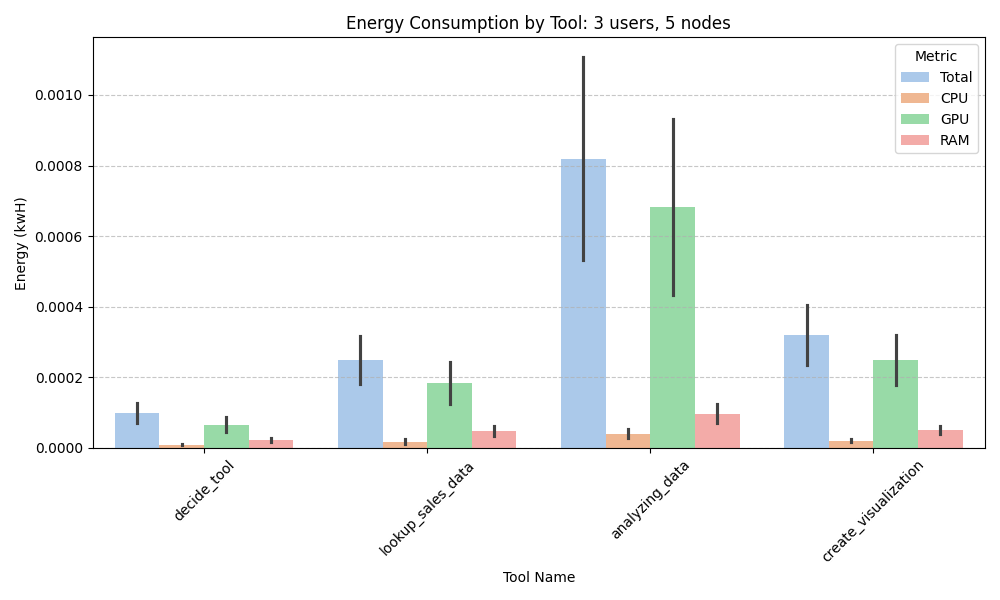 Energy Consumption by Tool: 3 users, 5 nodes
Metric
Total
CPU
GPU
RAM
Energy (kwH)
0.0010
0.0008
0.0006
0.0004
0.0002
0.0000
decide_tool
lookup_sales_data
analyzing_data
create_visualization
Tool Name